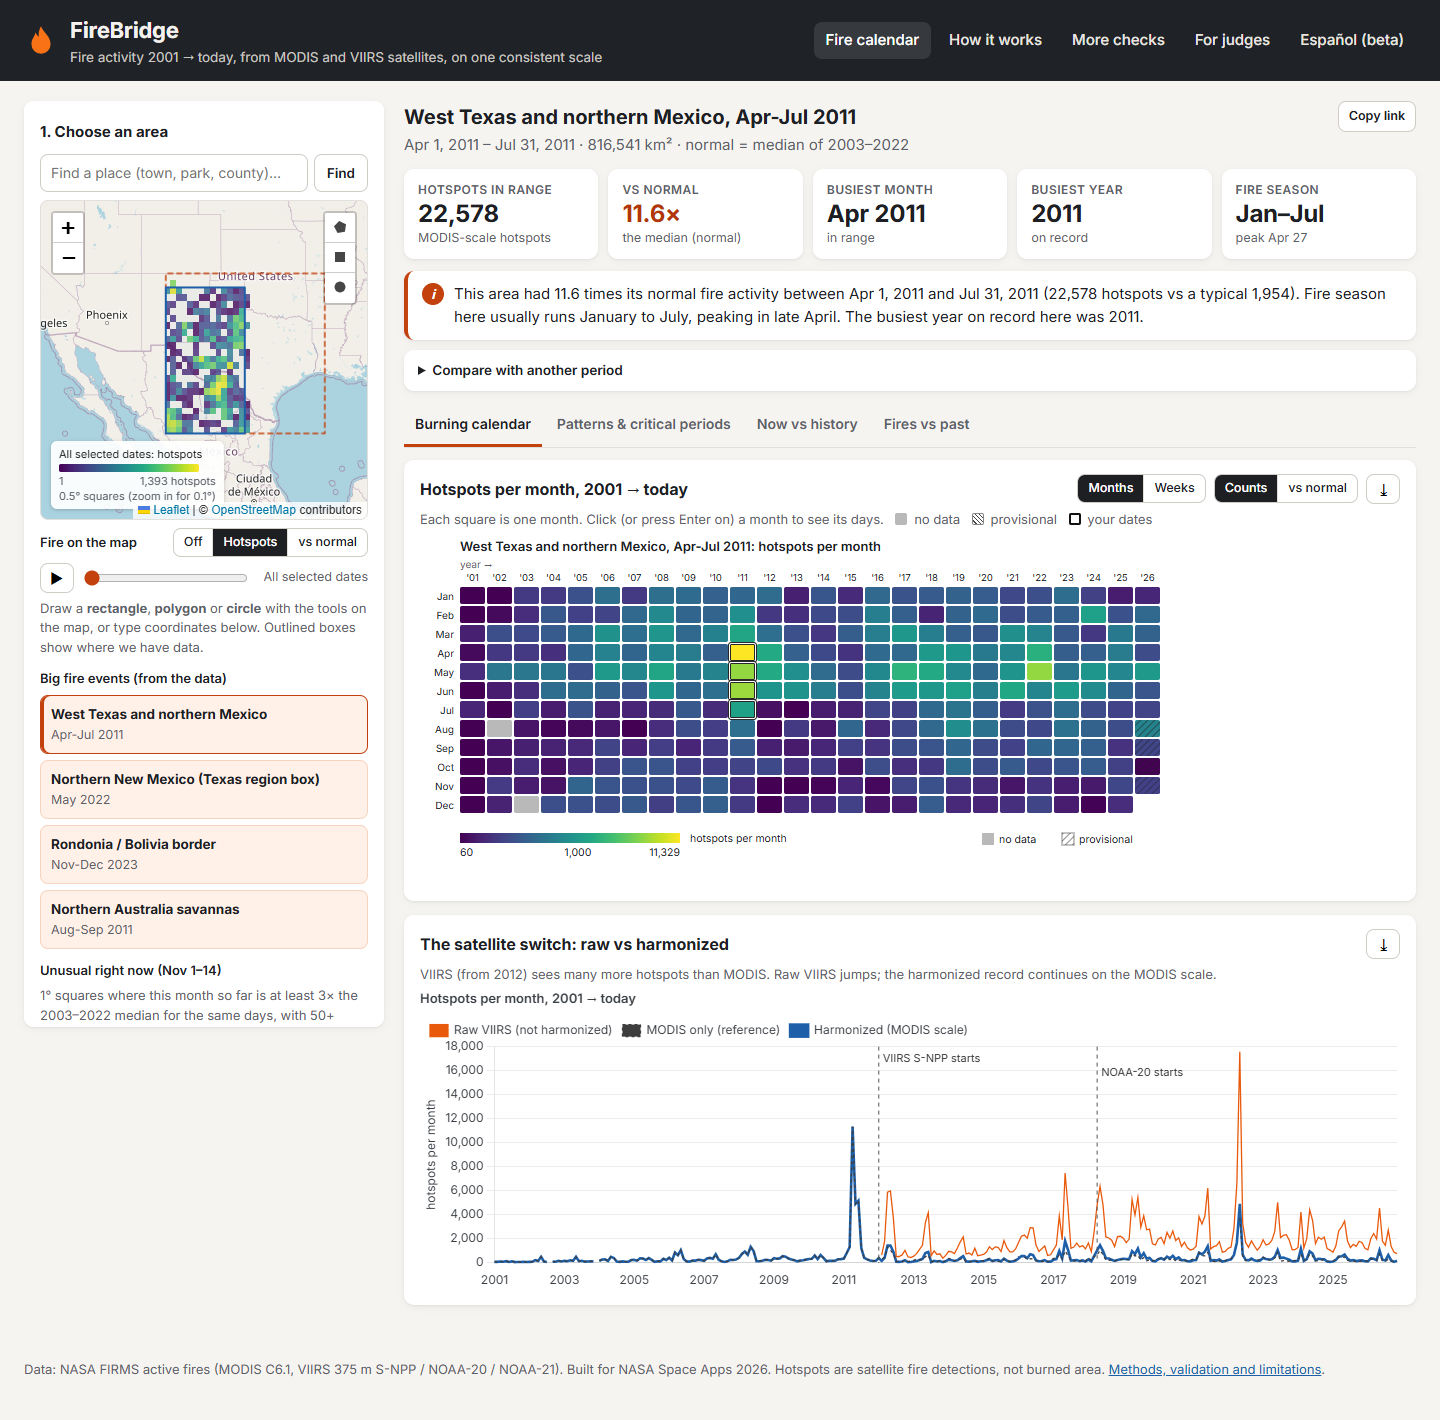 FireBridge
Fire activity 2001 → today, from MODIS and VIIRS satellites, on one consistent scale
Fire calendar
How it works
More checks
For judges
Español (beta)
1. Choose an area
Find a place (town, park, county)...
Find
+
−
United States
Phoenix
geles
Ciudad
de México
All selected dates: hotspots
1
1,393 hotspots
0.5° squares (zoom in for 0.1°)
Leaflet | © OpenStreetMap contributors
Fire on the map
Off
Hotspots
vs normal
All selected dates
Draw a rectangle, polygon or circle with the tools on
the map, or type coordinates below. Outlined boxes
show where we have data.
Big fire events (from the data)
West Texas and northern Mexico
Apr-Jul 2011
Northern New Mexico (Texas region box)
May 2022
Rondonia / Bolivia border
Nov-Dec 2023
Northern Australia savannas
Aug-Sep 2011
Unusual right now (Nov 1–14)
1° squares where this month so far is at least 3× the
2003–2022 median for the same days, with 50+
West Texas and northern Mexico, Apr-Jul 2011
Copy link
Apr 1, 2011 – Jul 31, 2011 · 816,541 km² · normal = median of 2003–2022
HOTSPOTS IN RANGE
22,578
MODIS-scale hotspots
VS NORMAL
11.6×
the median (normal)
BUSIEST MONTH
Apr 2011
in range
BUSIEST YEAR
2011
on record
FIRE SEASON
Jan–Jul
peak Apr 27
i
This area had 11.6 times its normal fire activity between Apr 1, 2011 and Jul 31, 2011 (22,578 hotspots vs a typical 1,954). Fire season
here usually runs January to July, peaking in late April. The busiest year on record here was 2011.
Compare with another period
Burning calendar
Patterns & critical periods
Now vs history
Fires vs past
Hotspots per month, 2001 → today
Months
Weeks
Counts
vs normal
Each square is one month. Click (or press Enter on) a month to see its days.
no data
provisional
your dates
West Texas and northern Mexico, Apr-Jul 2011: hotspots per month
year →
'01 '02 '03 '04 '05 '06 '07 '08 '09 '10 '11 '12 '13 '14 '15 '16 '17 '18 '19 '20 '21 '22 '23 '24 '25 '26
Jan
Feb
Mar
Apr
May
Jun
Jul
Aug
Sep
Oct
Nov
Dec
hotspots per month
60
1,000
11,329
no data
provisional
The satellite switch: raw vs harmonized
VIIRS (from 2012) sees many more hotspots than MODIS. Raw VIIRS jumps; the harmonized record continues on the MODIS scale.
Hotspots per month, 2001 → today
Raw VIIRS (not harmonized)
MODIS only (reference)
Harmonized (MODIS scale)
hotspots per month
18,000
16,000
14,000
12,000
10,000
8,000
6,000
4,000
2,000
0
VIIRS S-NPP starts
NOAA-20 starts
2001 2003 2005 2007 2009 2011 2013 2015 2017 2019 2021 2023 2025
Data: NASA FIRMS active fires (MODIS C6.1, VIIRS 375 m S-NPP / NOAA-20 / NOAA-21). Built for NASA Space Apps 2026. Hotspots are satellite fire detections, not burned area. Methods, validation and limitations.